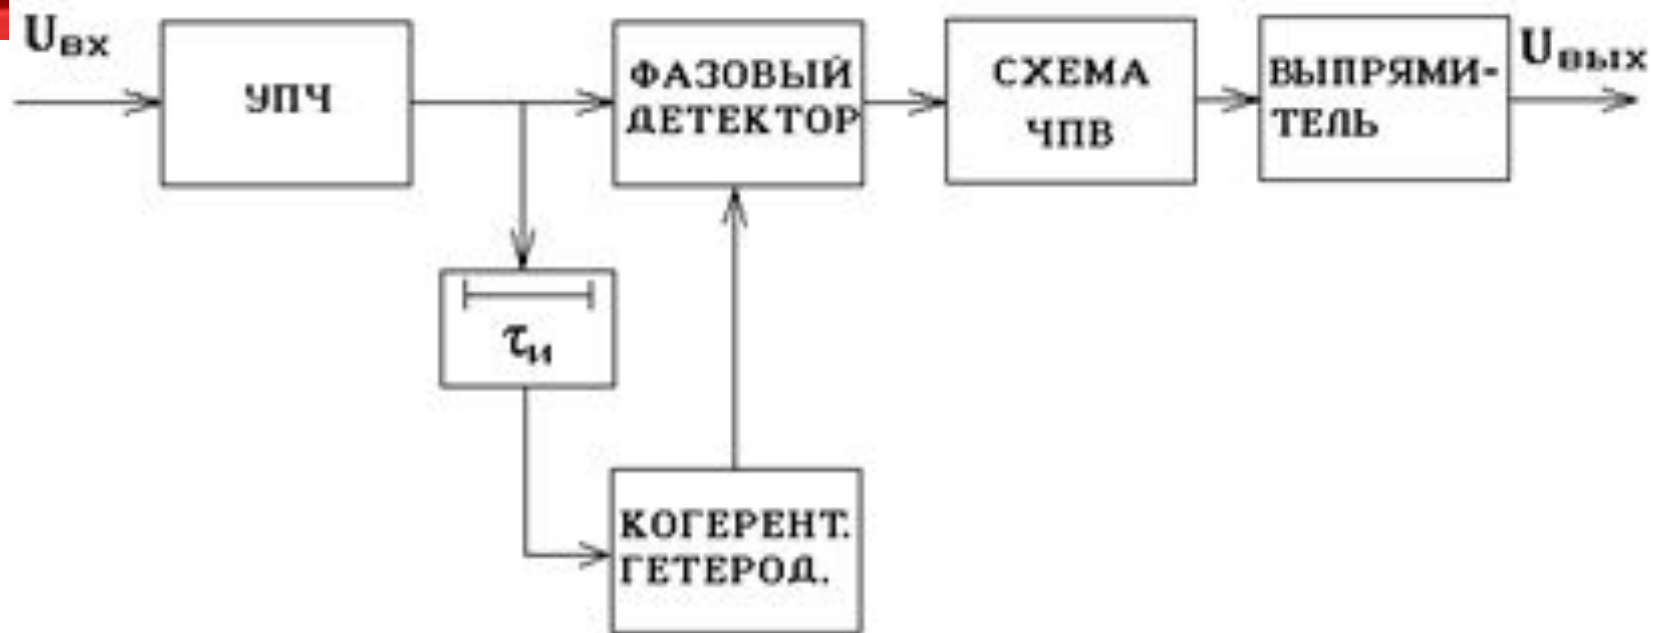 Uвх
УПЧ
ФАЗОВЫЙ
ДЕТЕКТОР
СХЕМА
ЧПВ
ВЫПРЯМИ-
ТЕЛЬ
Uвых
τи
КОГЕРЕНТ.
ГЕТЕРОД.